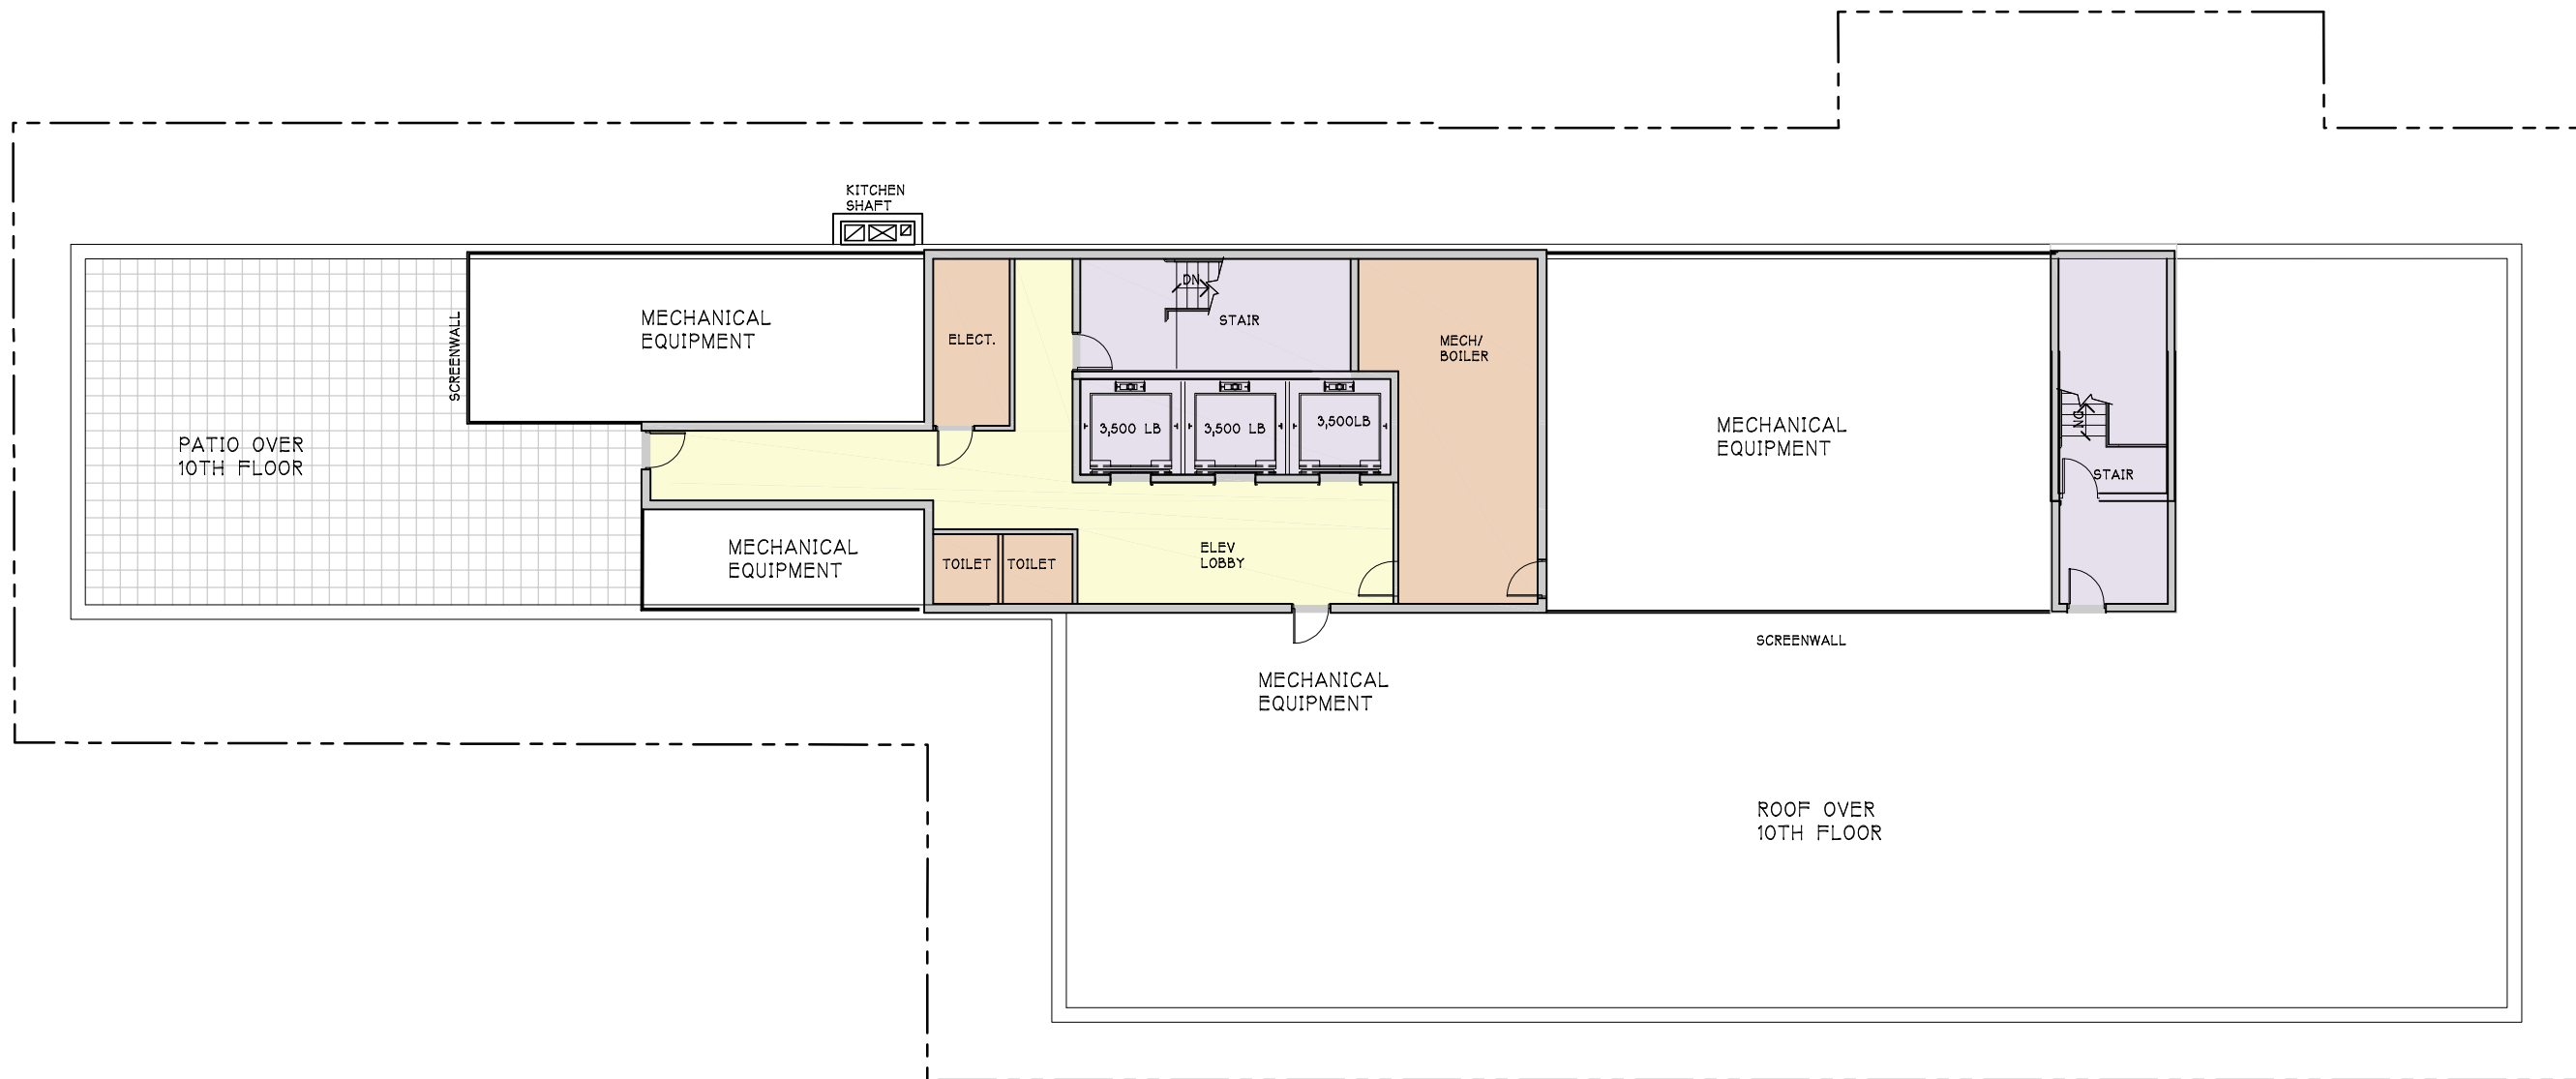 KITCHEN
SHAFT
MECHANICAL
EQUIPMENT
SCREENWALL
PATIO OVER
10TH FLOOR
ELECT.
DN
STAIR
MECH/
BOILER
3,500 LB
3,500 LB
3,500LB
MECHANICAL
EQUIPMENT
DN
STAIR
MECHANICAL
EQUIPMENT
TOILET
TOILET
ELEV
LOBBY
SCREENWALL
MECHANICAL
EQUIPMENT
ROOF OVER
10TH FLOOR